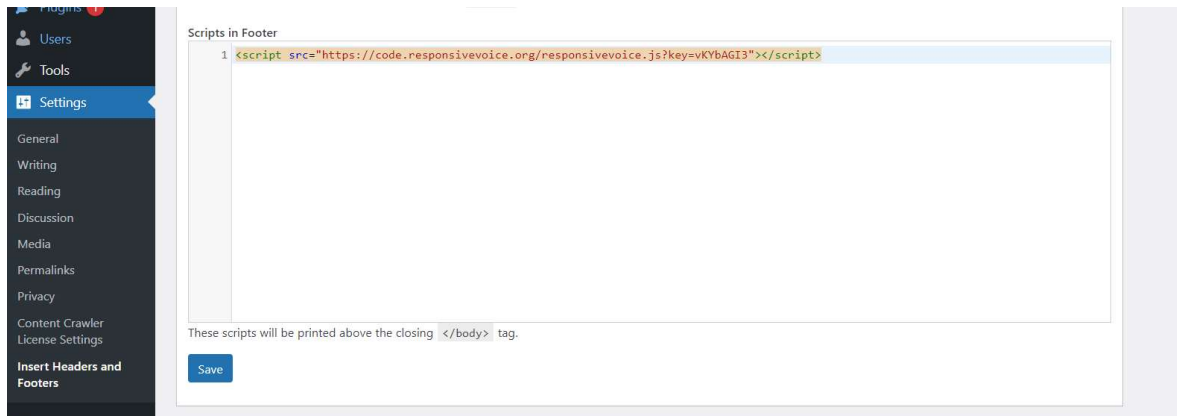 Plugins 1
Users
Tools
Settings
General
Writing
Reading
Discussion
Media
Permalinks
Privacy
Content Crawler
License Settings
Insert Headers and
Footers
Scripts in Footer
1 <script src="https://code.responsivevoice.org/responsivevoice.js?key=vKYbAGI3"></script>
These scripts will be printed above the closing </body> tag.
Save